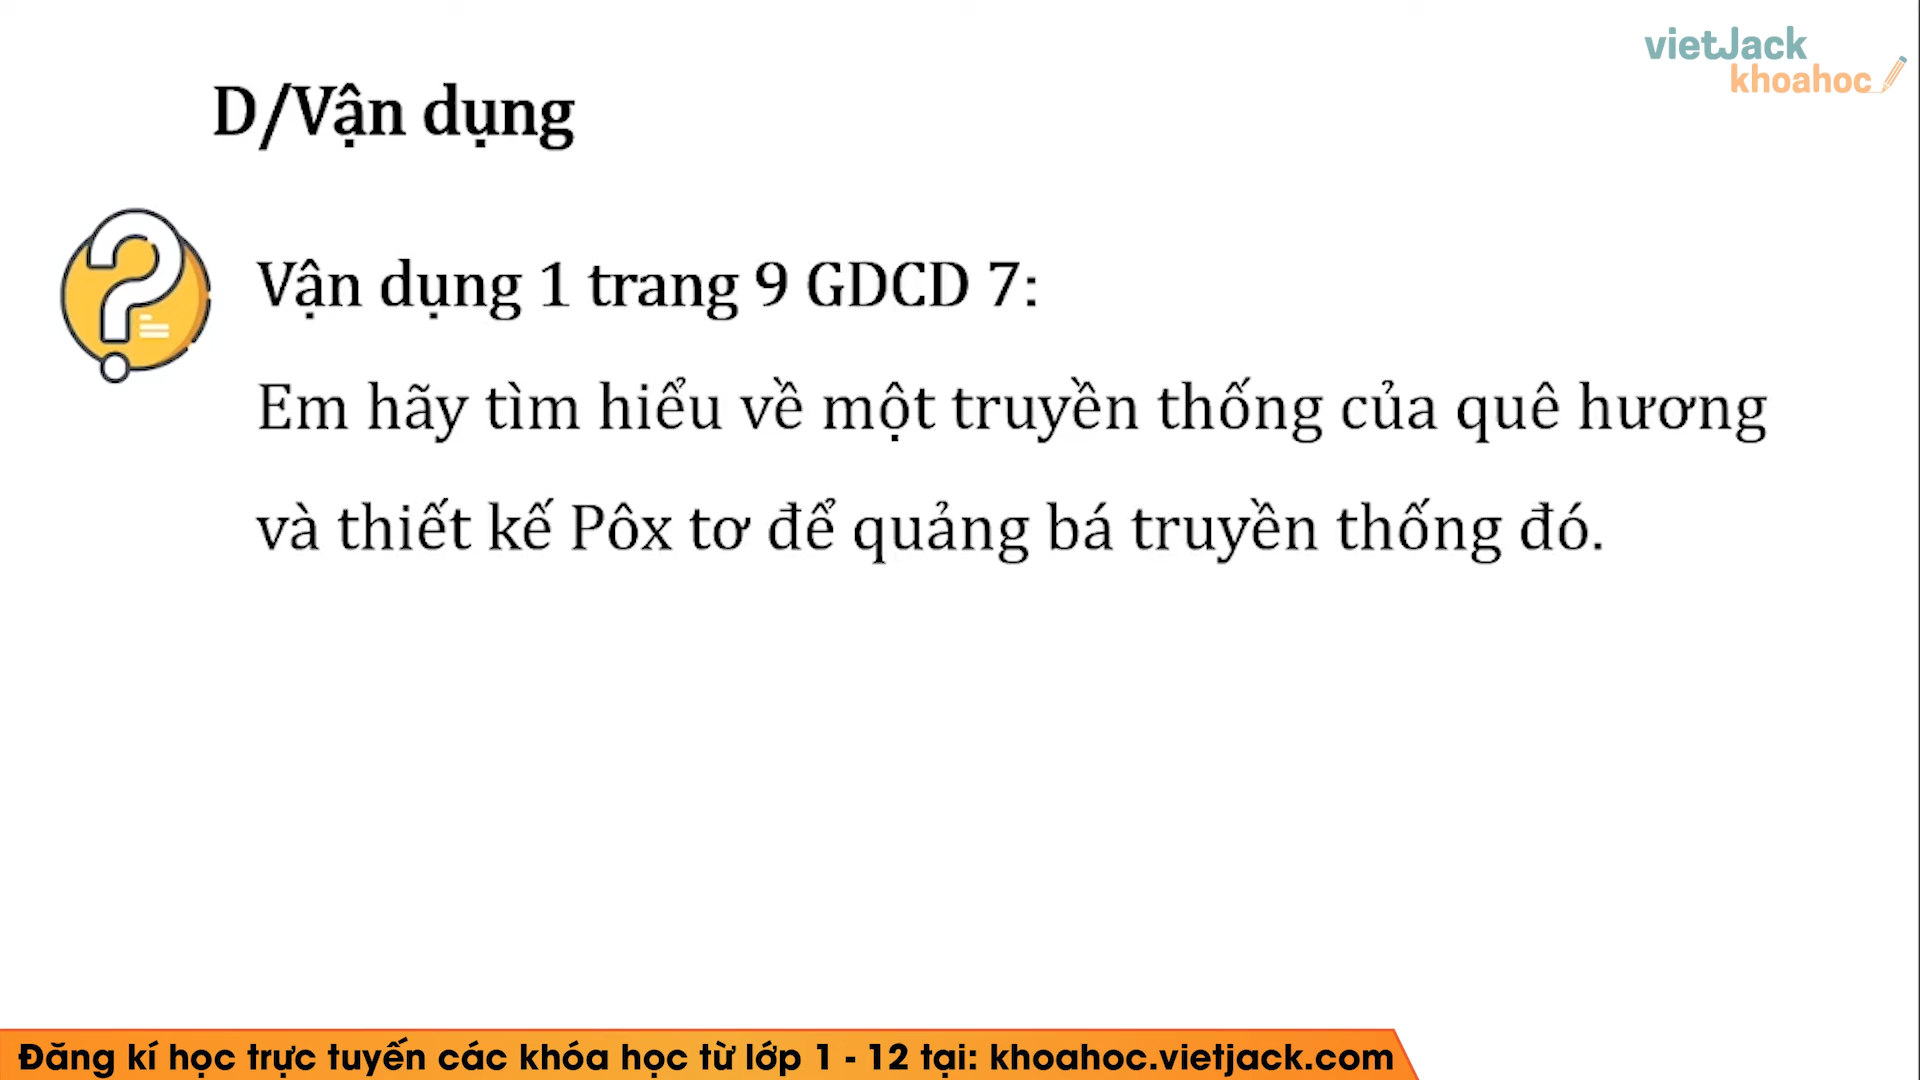 vietJack
khoahoc
D/Vận dụng
Vận dụng 1 trang 9 GDCD 7:
Em hãy tìm hiểu về một truyền thống của quê hương
và thiết kế Pôx tơ để quảng bá truyền thống đó.
Đăng kí học trực tuyến các khóa học từ lớp 1 - 12 tại: khoahoc.vietjack.com